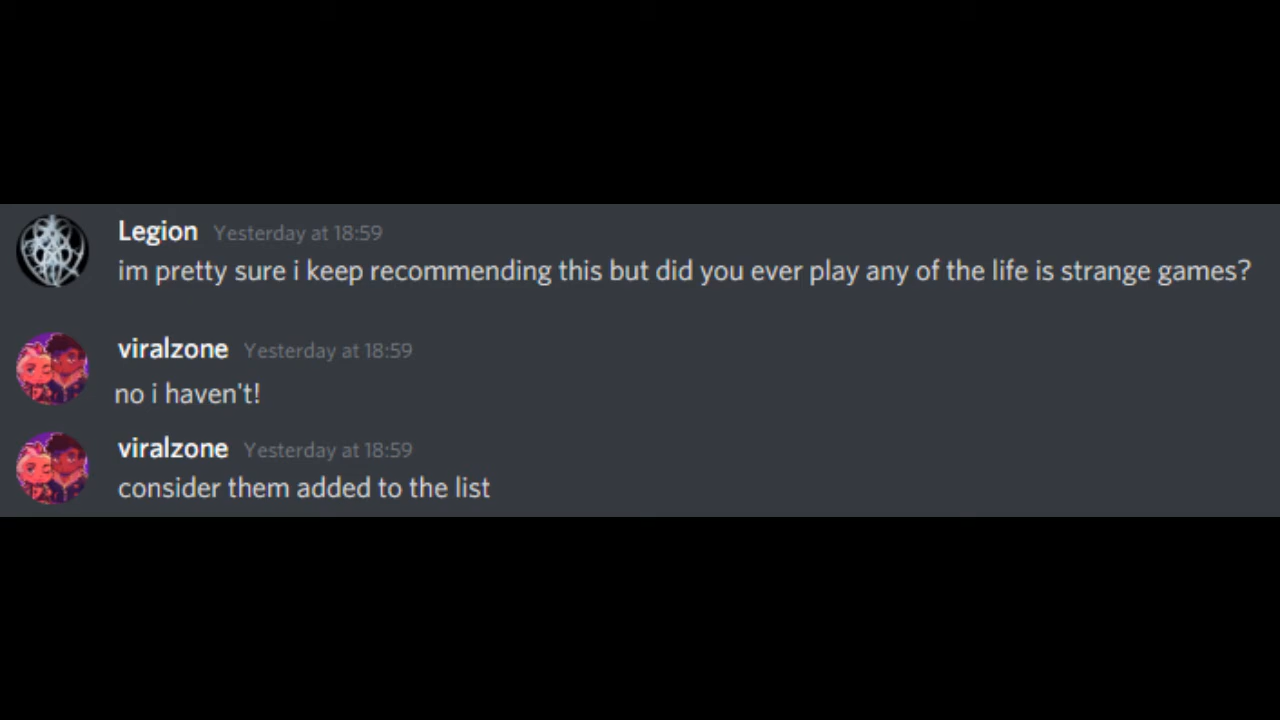 Legion Yesterday at 18:59
im pretty sure i keep recommending this but did you ever play any of the life is strange games?
viralzone Yesterday at 18:59
no i haven't!
viralzone Yesterday at 18:59
consider them added to the list